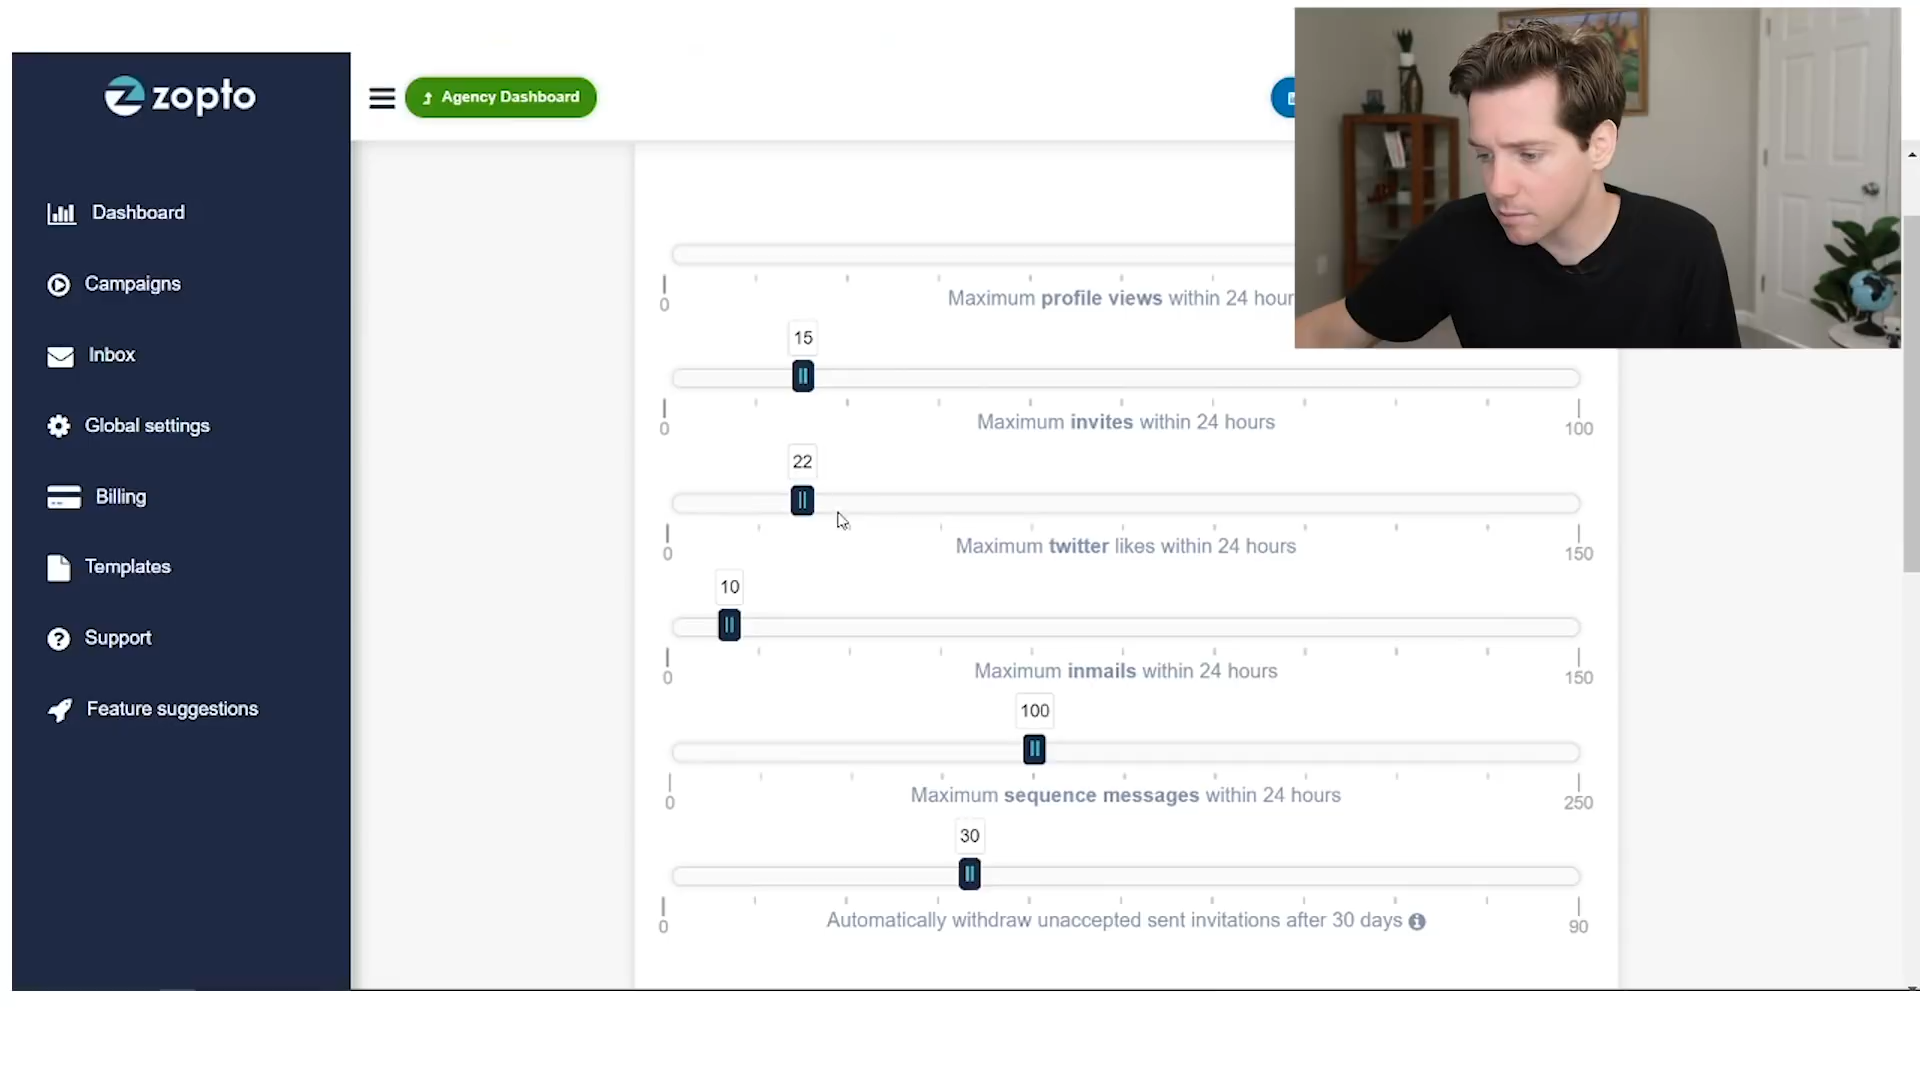 zopto
Agency Dashboard
Dashboard
Campaigns
Inbox
Global settings
Billing
Templates
Support
Feature suggestions
0
Maximum profile views within 24 hour
15
0
Maximum invites within 24 hours
100
22
0
Maximum twitter likes within 24 hours
150
10
0
Maximum inmails within 24 hours
150
100
0
Maximum sequence messages within 24 hours
250
30
0
Automatically withdraw unaccepted sent invitations after 30 days
90